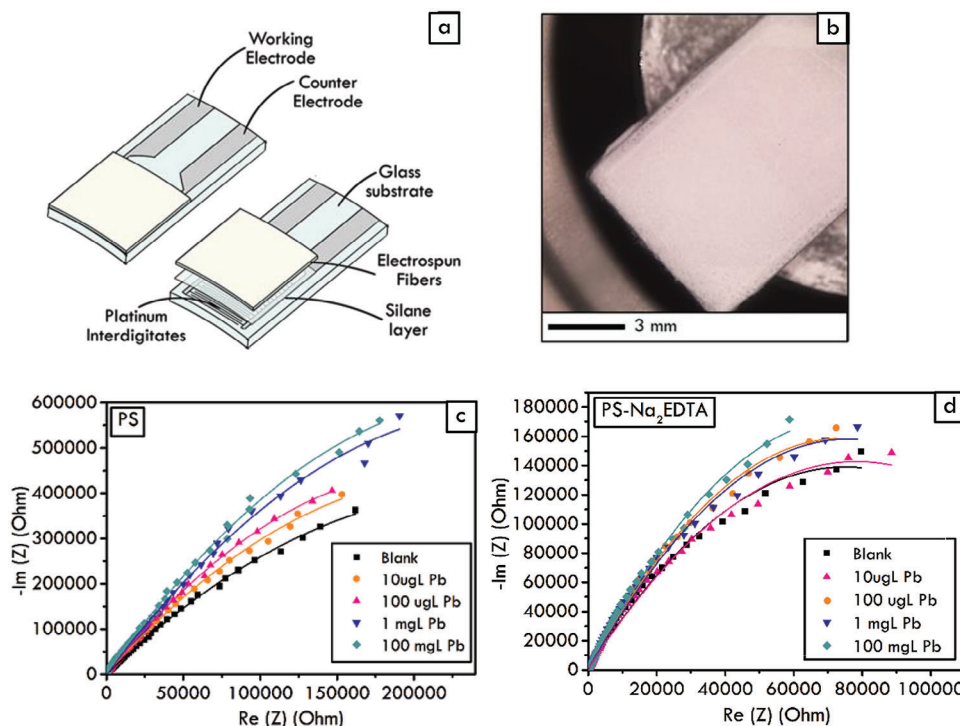 a
Working
Electrode
Counter
Electrode
Glass
substrate
Electrospun
Fibers
Silane
layer
Platinum
Interdigitates
b
3 mm
PS
c
600000
500000
400000
300000
200000
100000
0
-Im (Z) (Ohm)
Blank
10ugL Pb
100 ugL Pb
1 mgL Pb
100 mgL Pb
0 50000 100000 150000 200000
Re (Z) (Ohm)
PS-Na₂EDTA
d
180000
160000
140000
120000
100000
80000
60000
40000
20000
0
-Im (Z) (Ohm)
Blank
10ugL Pb
100 ugL Pb
1 mgL Pb
100 mgL Pb
0 20000 40000 60000 80000 100000
Re (Z) (Ohm)